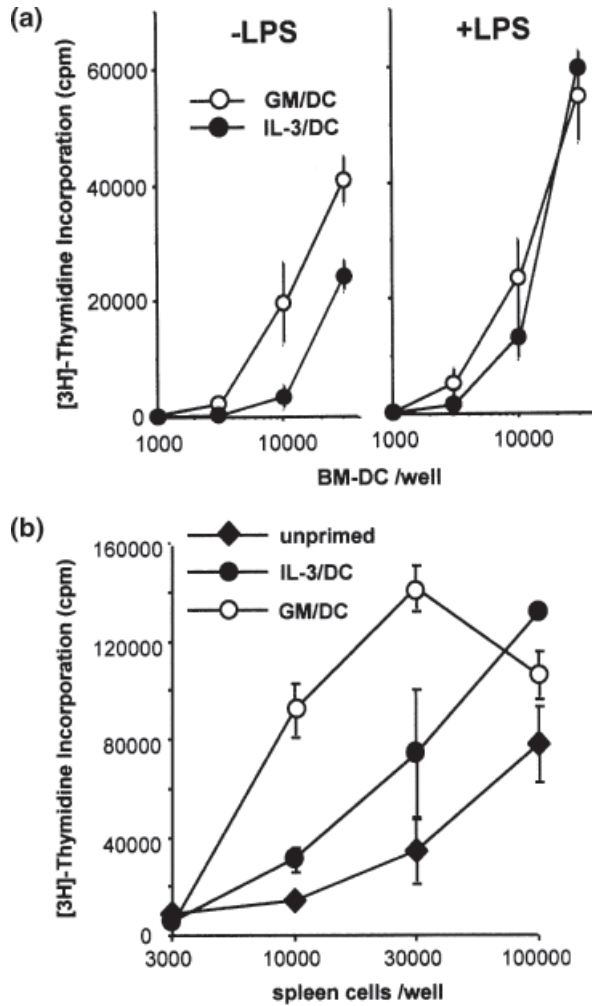 (a)
-LPS
+LPS
GM/DC
IL-3/DC
[3H]-Thymidine Incorporation (cpm)
60000
40000
20000
0
1000
10000
1000
10000
BM-DC /well
(b)
unprimed
IL-3/DC
GM/DC
[3H]-Thymidine Incorporation (cpm)
160000
120000
80000
40000
0
3000
10000
30000
100000
spleen cells /well